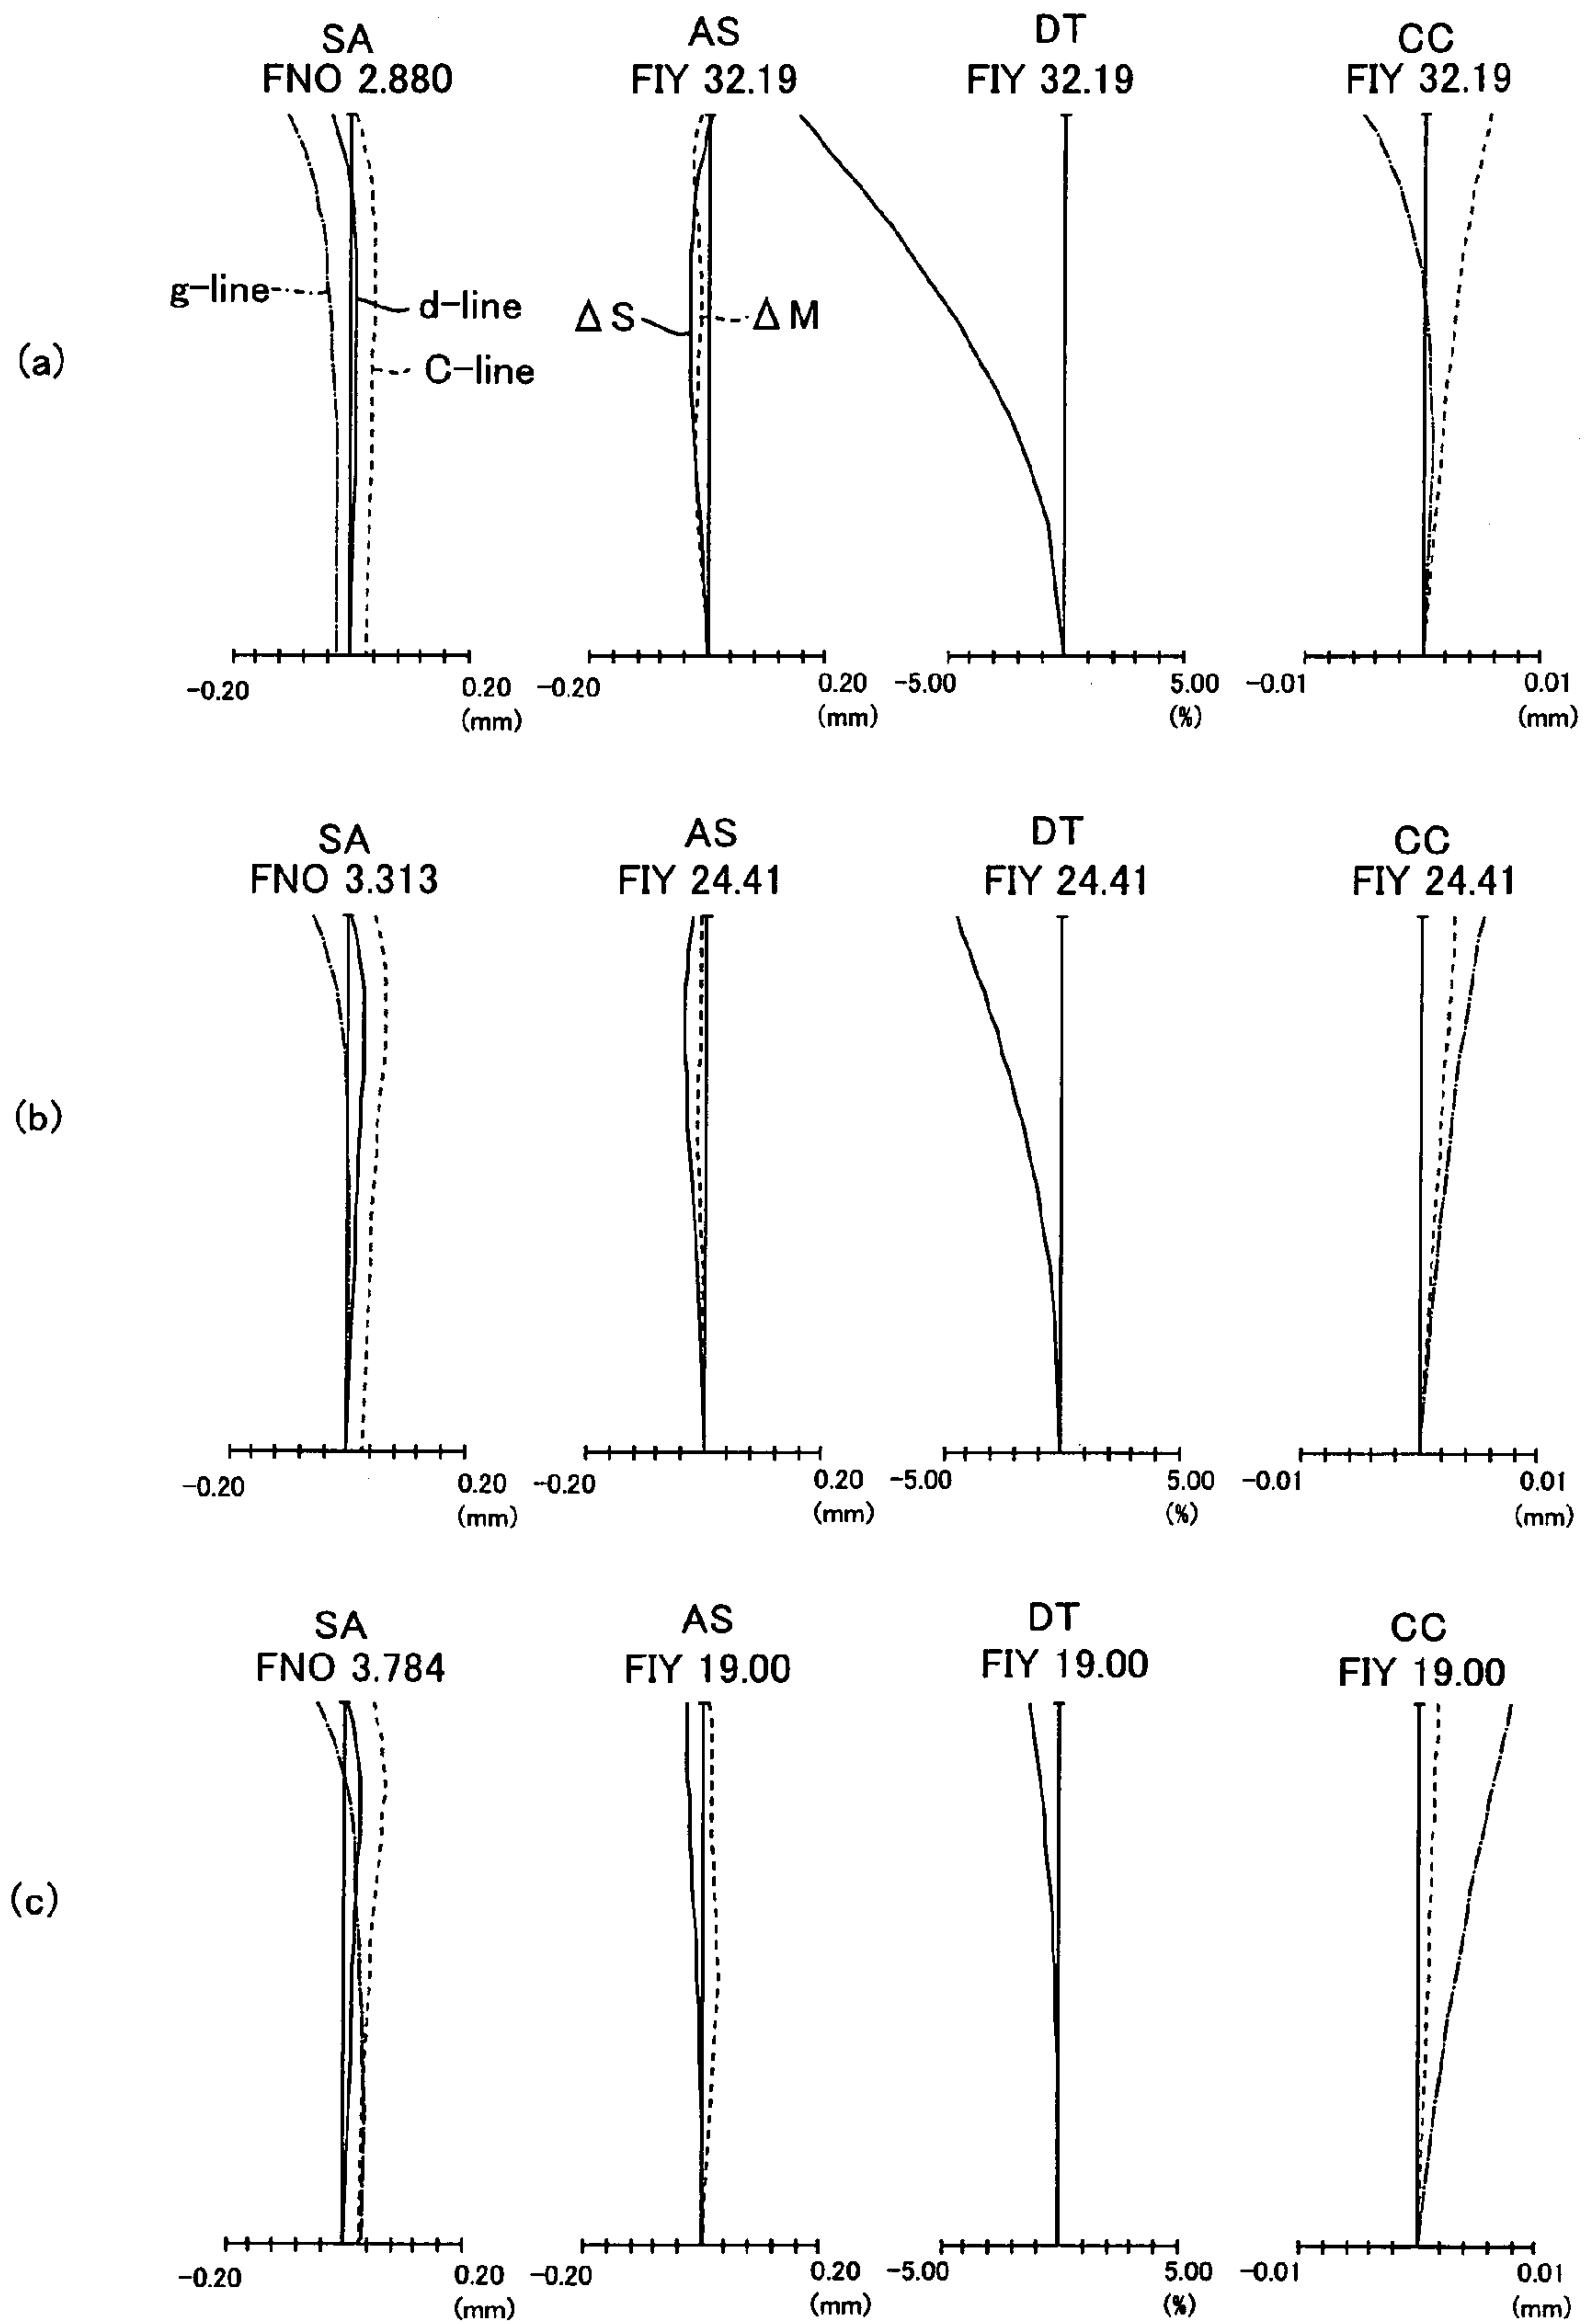 SA
FNO 2.880
AS
FIY 32.19
DT
FIY 32.19
CC
FIY 32.19
(a)
g-line
d-line
C-line
ΔS
ΔM
-0.20
0.20
(mm)
-0.20
0.20
(mm)
-5.00
5.00
(%)
-0.01
0.01
(mm)
SA
FNO 3.313
AS
FIY 24.41
DT
FIY 24.41
CC
FIY 24.41
(b)
-0.20
0.20
(mm)
-0.20
0.20
(mm)
-5.00
5.00
(%)
-0.01
0.01
(mm)
SA
FNO 3.784
AS
FIY 19.00
DT
FIY 19.00
CC
FIY 19.00
(c)
-0.20
0.20
(mm)
-0.20
0.20
(mm)
-5.00
5.00
(%)
-0.01
0.01
(mm)